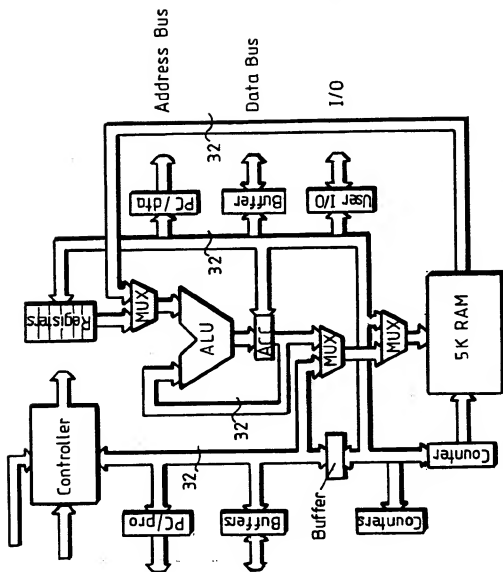 Address Bus
Data Bus
I/O
32
PC/dta
Buffer
User I/O
32
Registers
MUX
ALU
ACC
MUX
MUX
5K RAM
32
Controller
32
PC/pro
Buffers
Buffer
Counters
Counter